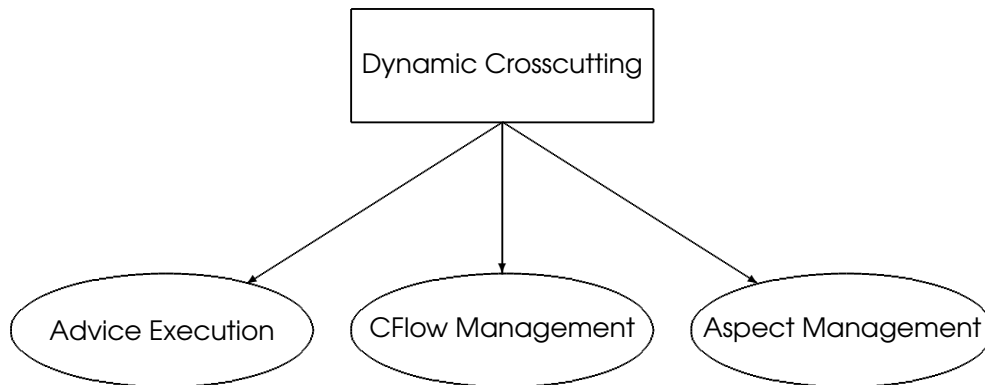 Dynamic Crosscutting
Advice Execution
CFlow Management
Aspect Management